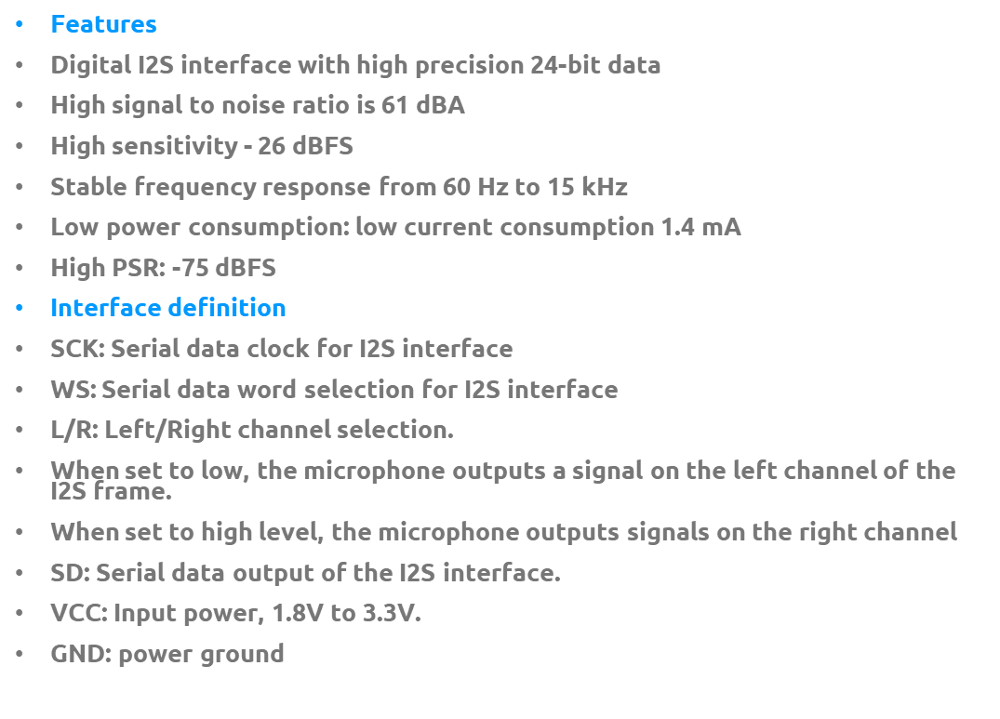 • Features
• Digital I2S interface with high precision 24-bit data
• High signal to noise ratio is 61 dBA
• High sensitivity - 26 dBFS
• Stable frequency response from 60 Hz to 15 kHz
• Low power consumption: low current consumption 1.4 mA
• High PSR: -75 dBFS
• Interface definition
• SCK: Serial data clock for I2S interface
• WS: Serial data word selection for I2S interface
• L/R: Left/Right channel selection.
• When set to low, the microphone outputs a signal on the left channel of the
I2S frame.
• When set to high level, the microphone outputs signals on the right channel
• SD: Serial data output of the I2S interface.
• VCC: Input power, 1.8V to 3.3V.
• GND: power ground